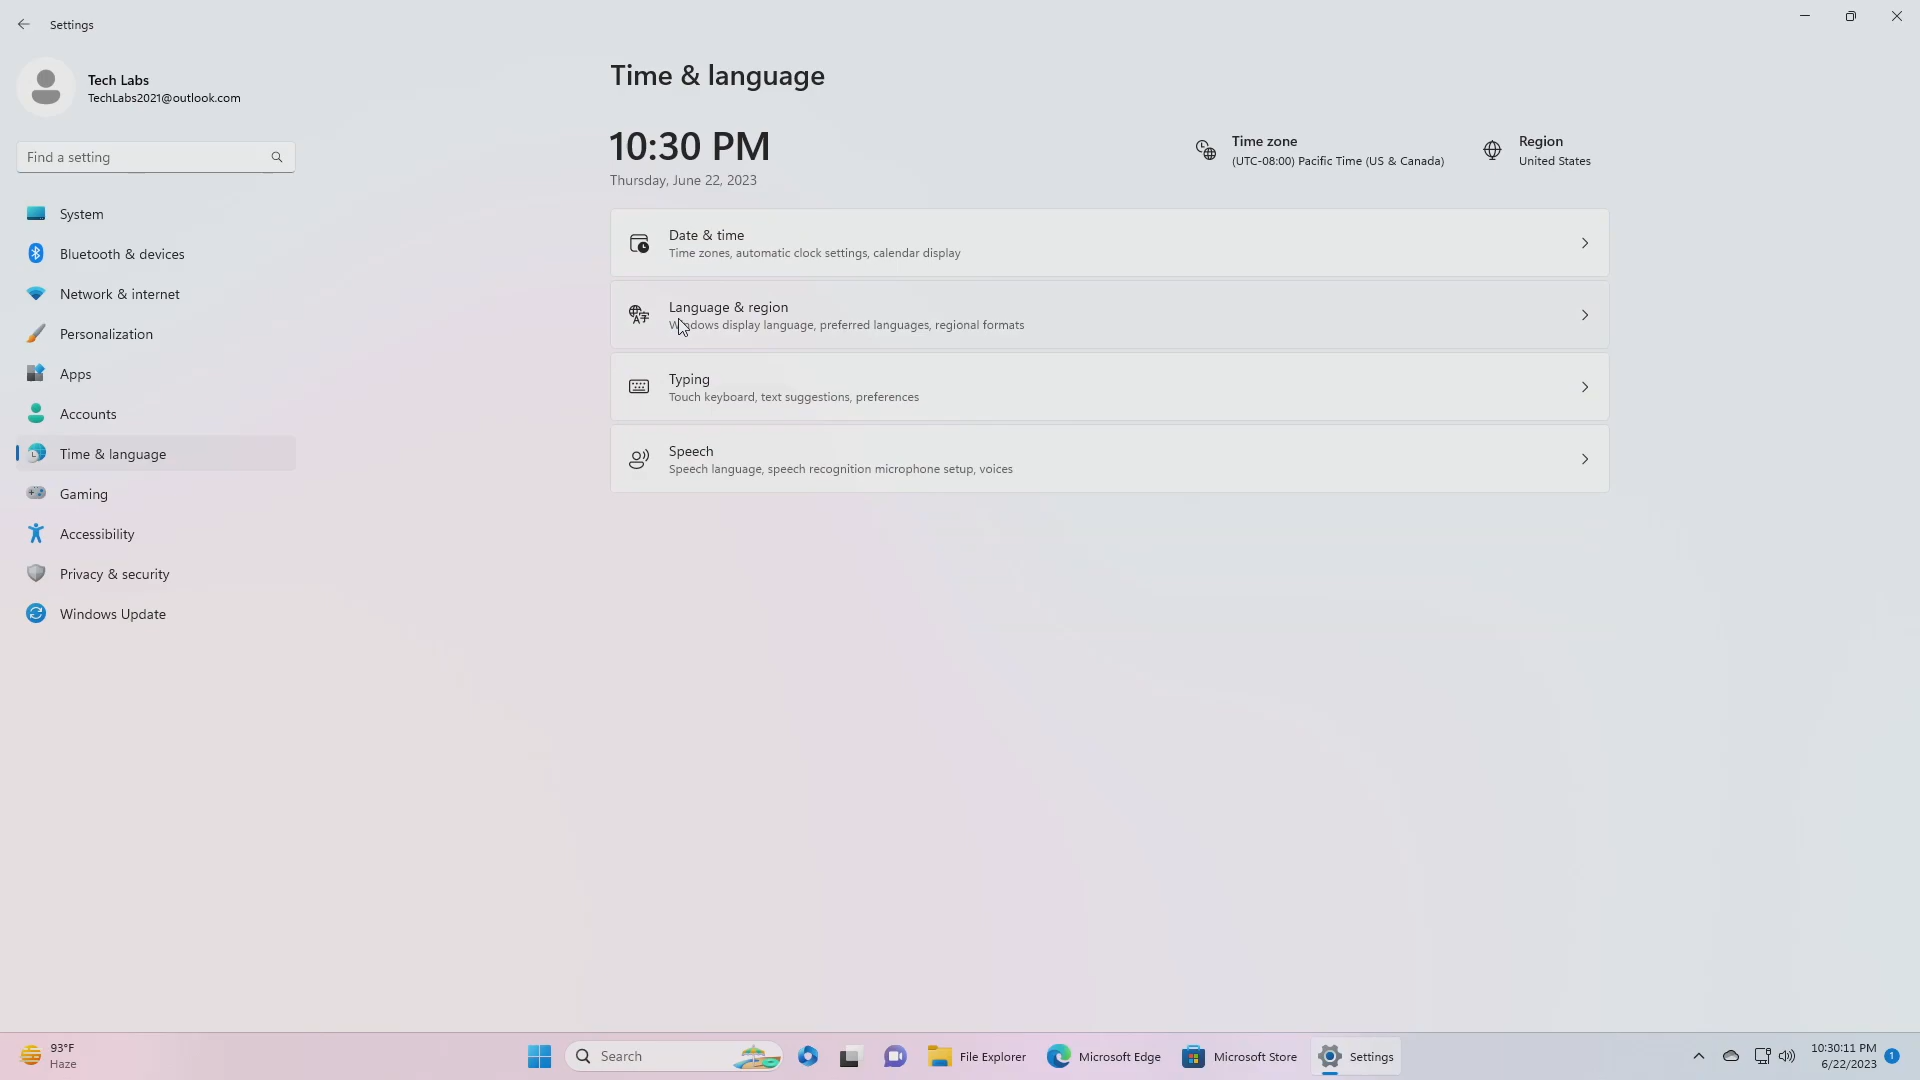 Settings
Tech Labs
TechLabs2021@outlook.com
Find a setting
System
Bluetooth & devices
Network & internet
Personalization
Apps
Accounts
Time & language
Gaming
Accessibility
Privacy & security
Windows Update
Time & language
10:30 PM
Thursday, June 22, 2023
Time zone
(UTC-08:00) Pacific Time (US & Canada)
Region
United States
Date & time
Time zones, automatic clock settings, calendar display
Language & region
Windows display language, preferred languages, regional formats
Typing
Touch keyboard, text suggestions, preferences
Speech
Speech language, speech recognition microphone setup, voices
93°F
Haze
Search
File Explorer
Microsoft Edge
Microsoft Store
Settings
10:30:11 PM
6/22/2023
1